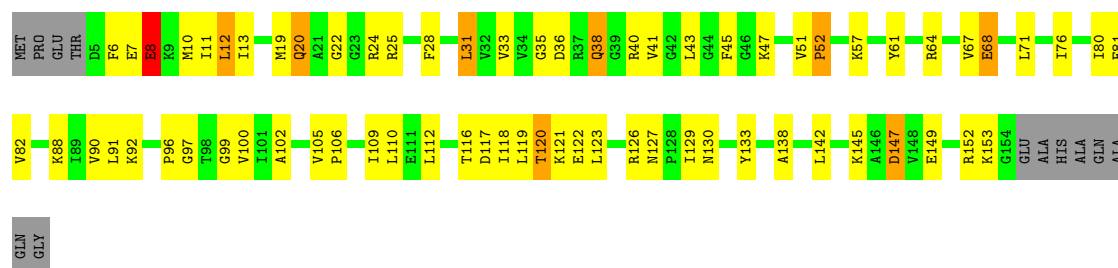 MET PRO GLU THR D5 F6 E7 E8 K9 M10 I11 L12 I13 M19 Q20 A21 G22 G23 R24 R25 F28 L31 V32 V33 V34 G35 D36 R37 Q38 G39 R40 V41 G42 L43 G44 F45 G46 K47 V51 P52 K57 Y61 R64 V67 E68 L71 I76 I80 F81
V82 K88 I89 V90 L91 K92 P96 G97 T98 G99 V100 I101 A102 V105 P106 I109 L110 E111 L112 T116 D117 I118 L119 T120 K121 E122 L123 R126 N127 P128 I129 N130 Y133 A138 L142 K145 A146 D147 V148 E149 R152 K153 G154 GLU ALA HIS ALA GLN ALA
GLN GLY